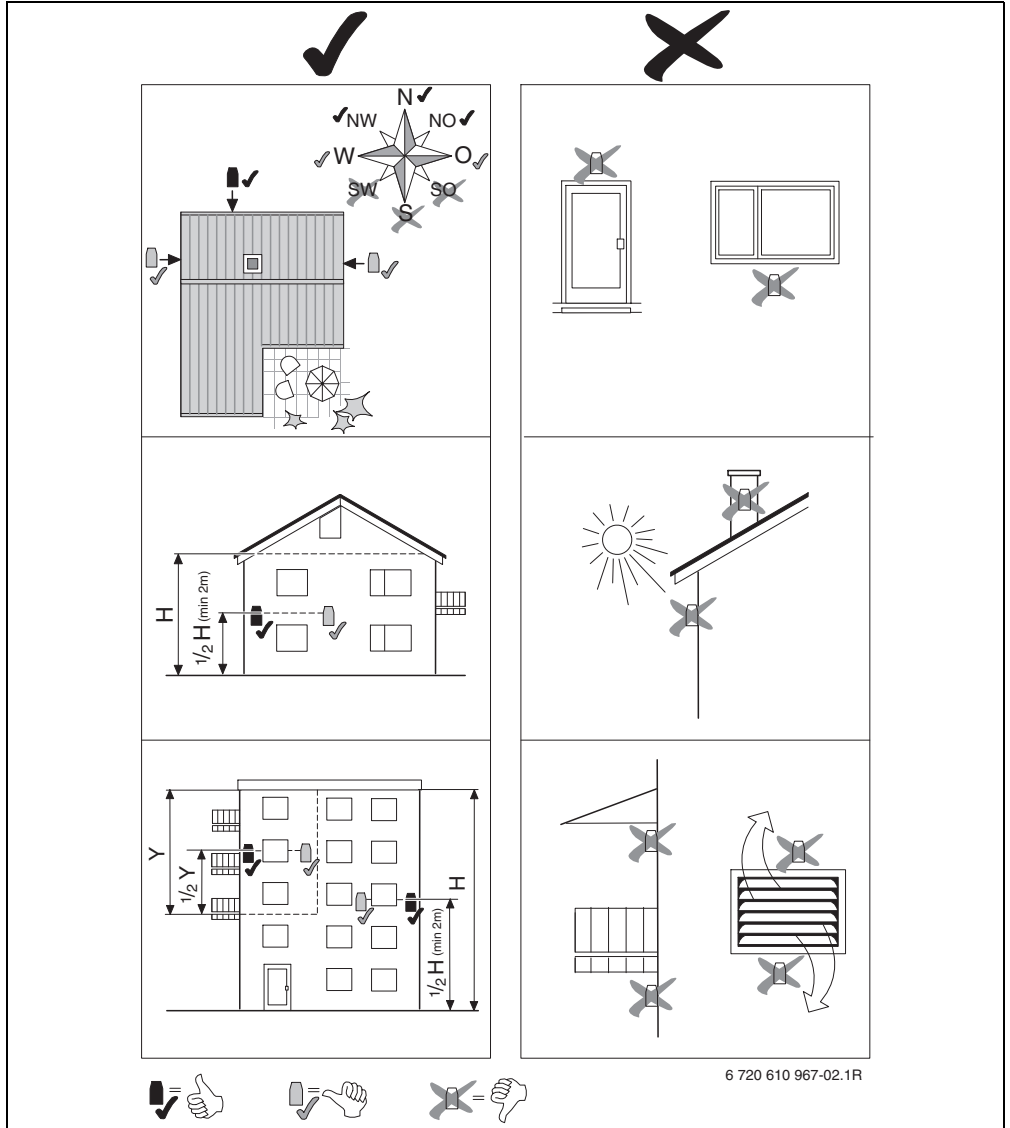 N
NW
NO
W
O
SW
SO
S
H
1/2 H (min 2m)
Y
1/2 Y
H
1/2 H (min 2m)
6 720 610 967-02.1R
=
=
=